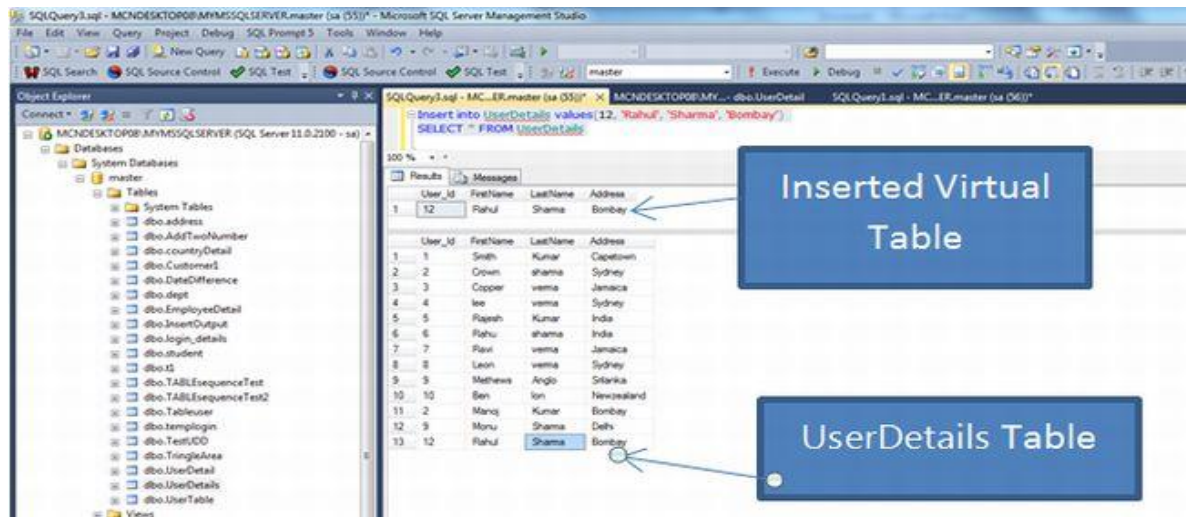 SQLQuery3.sql - MCNDESKTOP08\MYMSSQLSERVER.master (sa (55))* - Microsoft SQL Server Management Studio
File Edit View Query Project Debug SQL Prompt 5 Tools Window Help
New Query
SQL Search SQL Source Control SQL Test SQL Source Control SQL Test master Execute Debug
Object Explorer
SQLQuery3.sql - MC...ER.master (sa (55))* MCNDESKTOP08\MY...- dbo.UserDetail SQLQuery1.sql - MC...ER.master (sa (56))*
Connect
MCNDESKTOP08\MYMSSQLSERVER (SQL Server 11.0.2100 - sa)
Databases
System Databases
master
Tables
System Tables
dbo.address
dbo.AddTwoNumber
dbo.countryDetail
dbo.Customer1
dbo.DateDifference
dbo.dept
dbo.EmployeeDetail
dbo.InsertOutput
dbo.login_details
dbo.student
dbo.t1
dbo.TABLEsequenceTest
dbo.TABLEsequenceTest2
dbo.Tableuser
dbo.templogin
dbo.TestUDD
dbo.TringleArea
dbo.UserDetail
dbo.UserDetails
dbo.UserTable
Views
Insert into UserDetails values(12, 'Rahul', 'Sharma', 'Bombay')
SELECT * FROM UserDetails
100 %
Results Messages
User_Id FirstName LastName Address
1 12 Rahul Sharma Bombay
User_Id FirstName LastName Address
1 1 Smith Kumar Capetown
2 2 Crown sharma Sydney
3 3 Copper verma Jamaica
4 4 lee verma Sydney
5 5 Rajesh Kumar India
6 6 Rahu sharma India
7 7 Ravi verma Jamaica
8 8 Leon verma Sydney
9 9 Methews Anglo Srilanka
10 10 Ben lon Newzealand
11 2 Manoj Kumar Bombay
12 9 Monu Sharma Delhi
13 12 Rahul Sharma Bombay
Inserted Virtual
Table
UserDetails Table